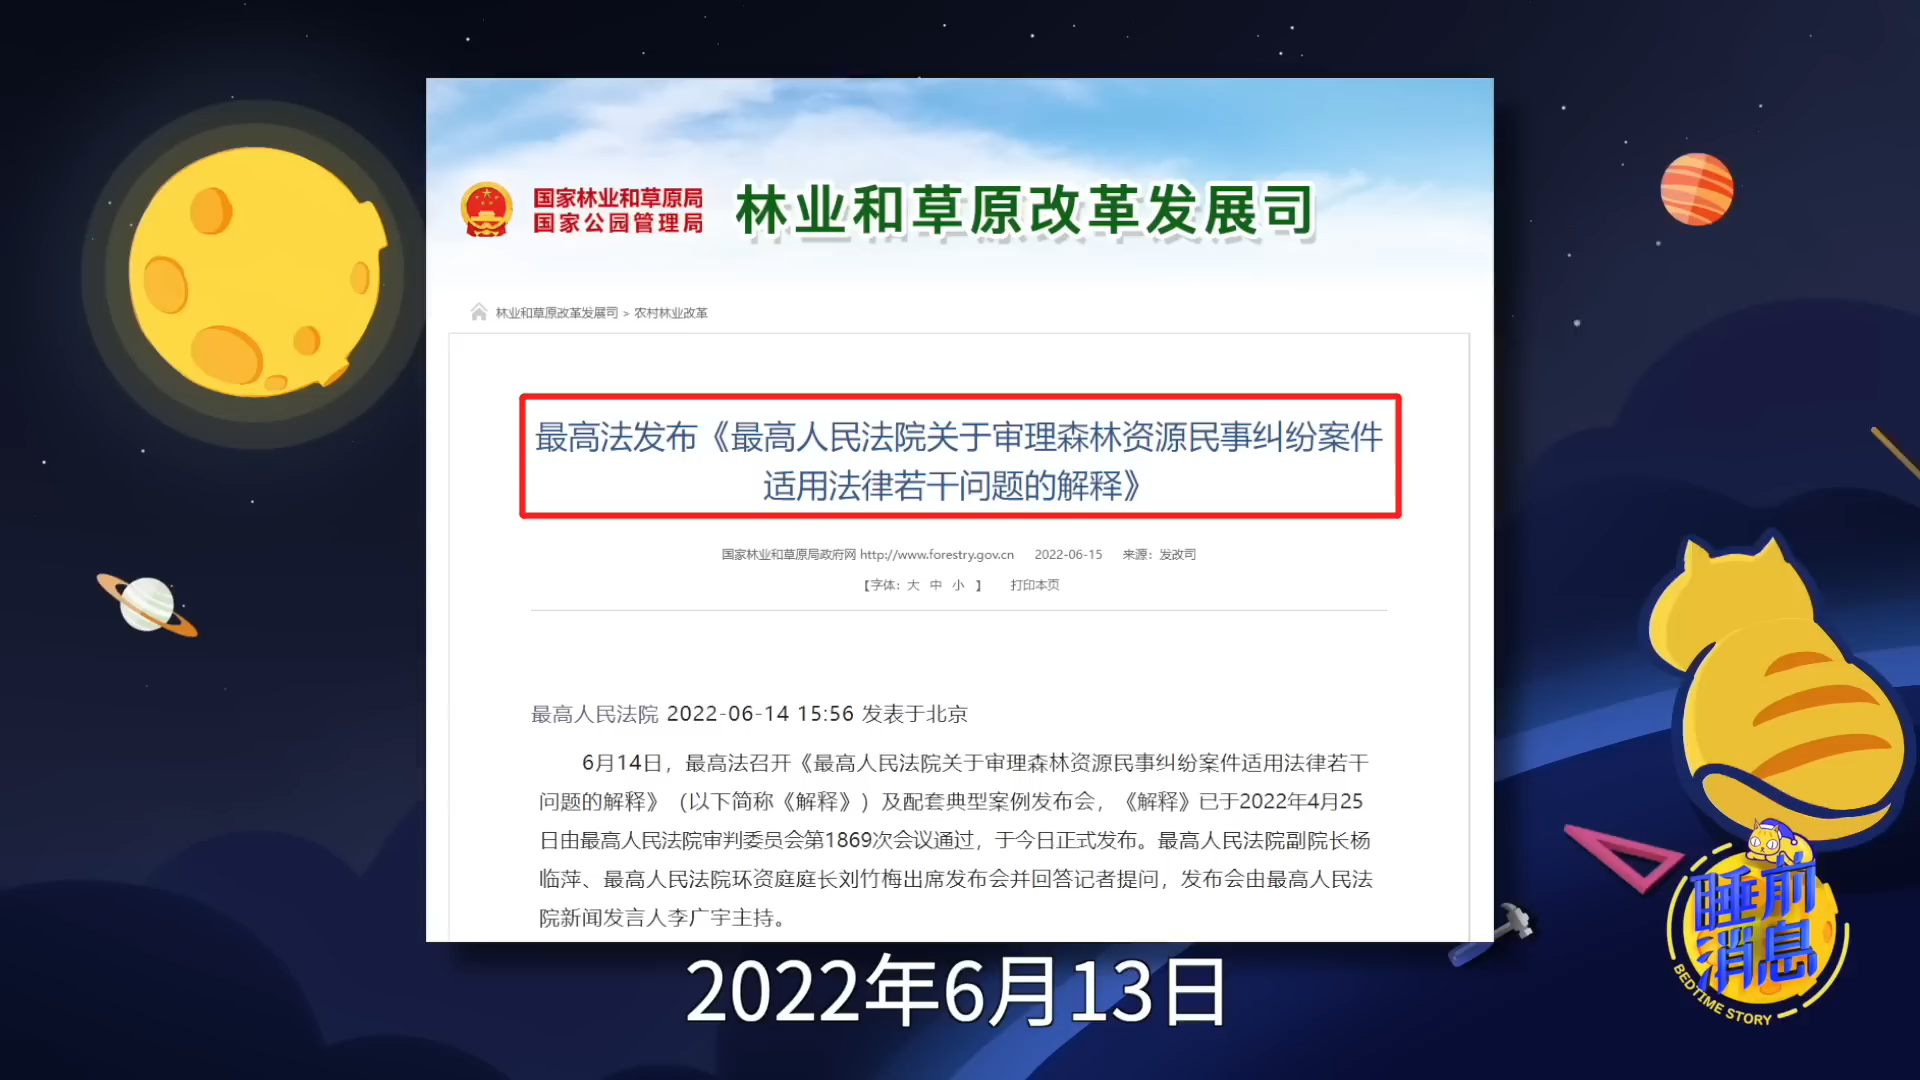 国家林业和草原局
国家公园管理局
林业和草原改革发展司
林业和草原改革发展司 > 农村林业改革
最高法发布《最高人民法院关于审理森林资源民事纠纷案件
适用法律若干问题的解释》
国家林业和草原局政府网 http://www.forestry.gov.cn 2022-06-15 来源：发改司
【字体：大 中 小 】 打印本页
最高人民法院 2022-06-14 15:56 发表于北京
6月14日，最高法召开《最高人民法院关于审理森林资源民事纠纷案件适用法律若干
问题的解释》（以下简称《解释》）及配套典型案例发布会，《解释》已于2022年4月25
日由最高人民法院审判委员会第1869次会议通过，于今日正式发布。最高人民法院副院长杨
临萍、最高人民法院环资庭庭长刘竹梅出席发布会并回答记者提问，发布会由最高人民法
院新闻发言人李广宇主持。
2022年6月13日
睡前
消息
BEDTIME STORY